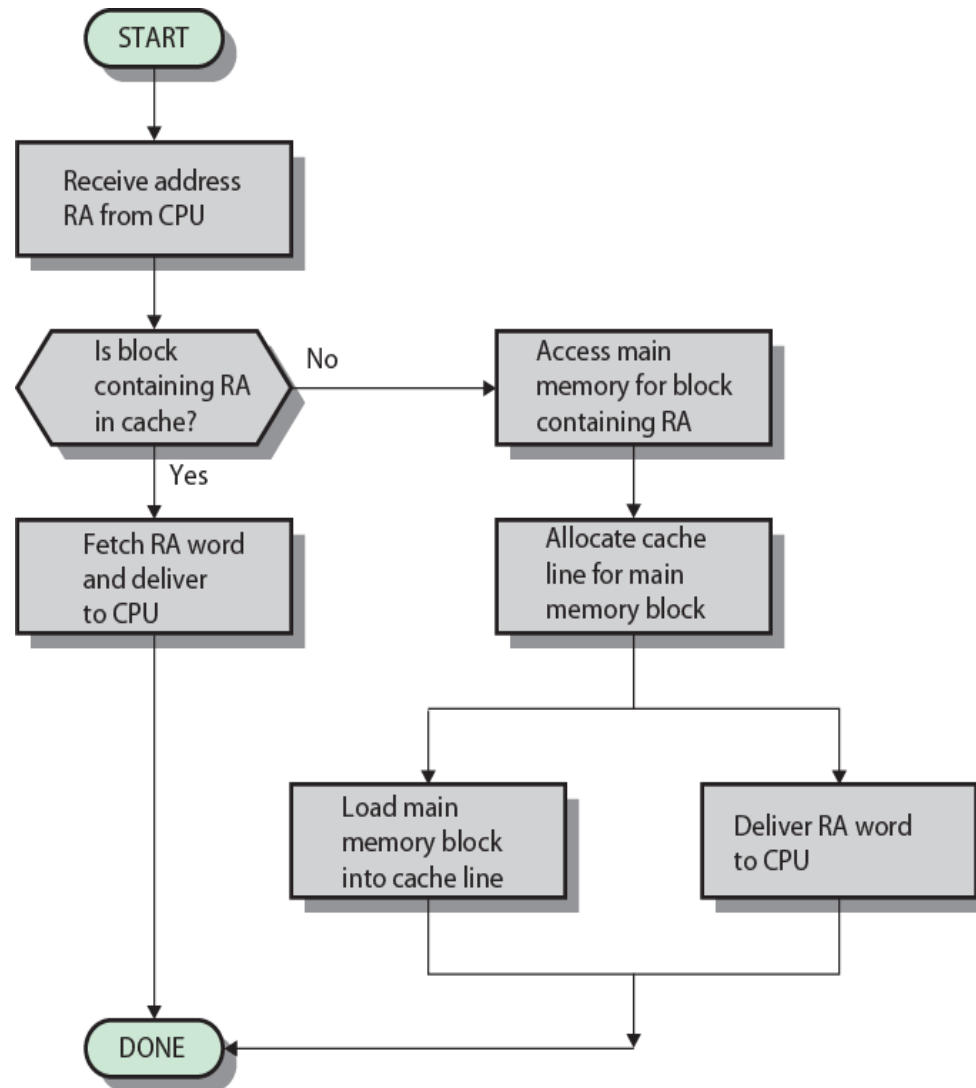 START
Receive address
RA from CPU
Is block
containing RA
in cache?
No
Access main
memory for block
containing RA
Yes
Fetch RA word
and deliver
to CPU
Allocate cache
line for main
memory block
Load main
memory block
into cache line
Deliver RA word
to CPU
DONE